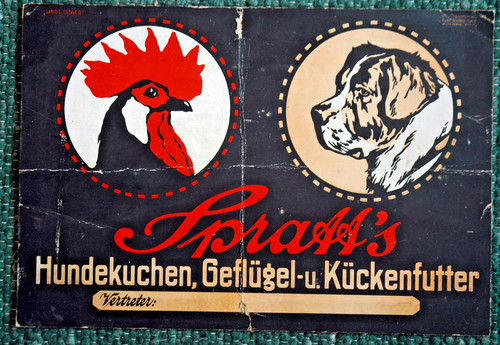 Spratt's
Hundekuchen, Geflügel-u. Kückenfutter
Vertreter: